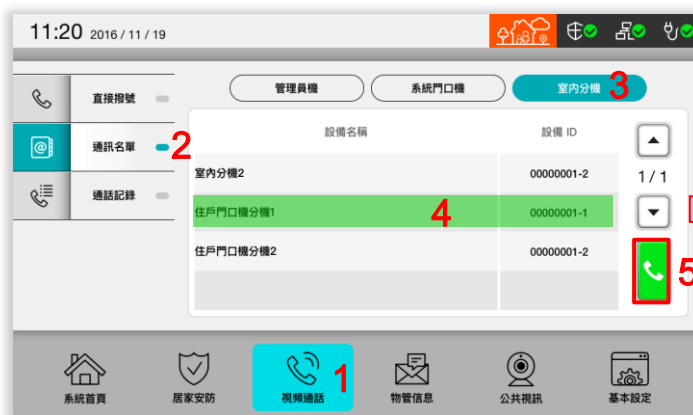 11:20 2016 / 11 / 19
管理員機 系統門口機 室內分機 3
直接撥號
通訊名單 2
通話記錄
設備名稱 設備 ID
室內分機2 00000001-2 1 / 1
住戶門口機分機1 4 00000001-1
住戶門口機分機2 00000001-2
5
系統首頁 居家安防 視頻通話 1 物管信息 公共視訊 基本設定